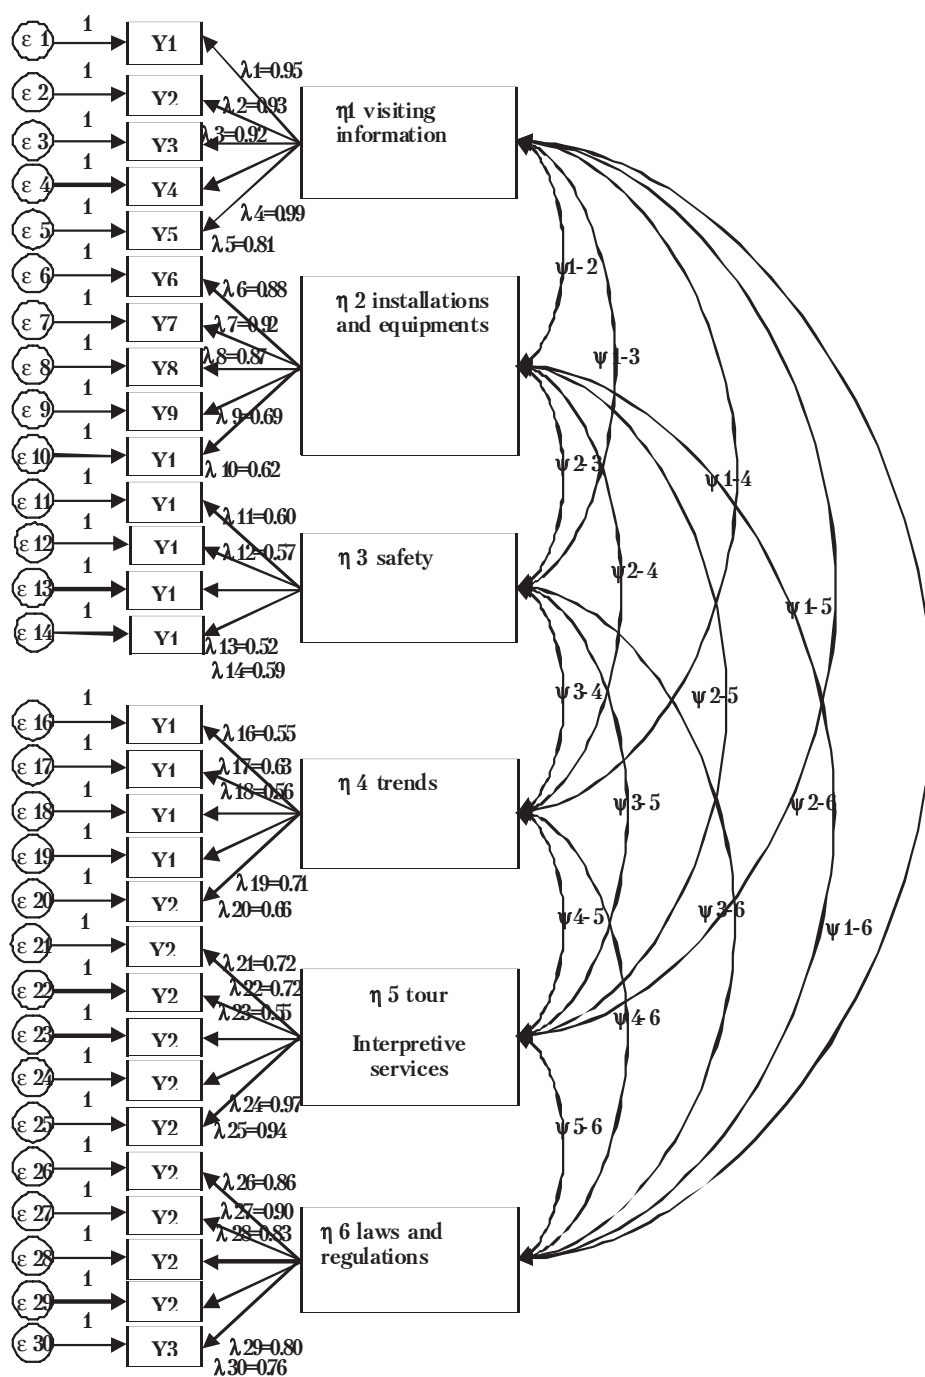 ε 1
1
Y1
λ1=0.95
ε 2
1
Y2
λ2=0.93
η1 visiting
information
ε 3
1
Y3
λ3=0.92
ε 4
1
Y4
λ4=0.99
ε 5
1
Y5
λ5=0.81
ε 6
1
Y6
λ6=0.88
η 2 installations
and equipments
ε 7
1
Y7
λ7=0.92
ε 8
1
Y8
λ8=0.87
ε 9
1
Y9
λ9=0.69
ε 10
1
Y1
λ10=0.62
ε 11
1
Y1
λ11=0.60
ε 12
1
Y1
λ12=0.57
η 3 safety
ε 13
1
Y1
λ13=0.52
ε 14
1
Y1
λ14=0.59
ε 16
1
Y1
λ16=0.55
ε 17
1
Y1
λ17=0.63
η 4 trends
ε 18
1
Y1
λ18=0.56
ε 19
1
Y1
λ19=0.71
ε 20
1
Y2
λ20=0.66
ε 21
1
Y2
λ21=0.72
ε 22
1
Y2
λ22=0.72
η 5 tour
Interpretive
services
ε 23
1
Y2
λ23=0.55
ε 24
1
Y2
λ24=0.97
ε 25
1
Y2
λ25=0.94
ε 26
1
Y2
λ26=0.86
ε 27
1
Y2
λ27=0.90
η 6 laws and
regulations
ε 28
1
Y2
λ28=0.83
ε 29
1
Y2
λ29=0.80
ε 30
1
Y3
λ30=0.76
ψ1-2
ψ1-3
ψ2-3
ψ1-4
ψ2-4
ψ1-5
ψ3-4
ψ2-5
ψ3-5
ψ2-6
ψ4-5
ψ3-6
ψ1-6
ψ4-6
ψ5-6